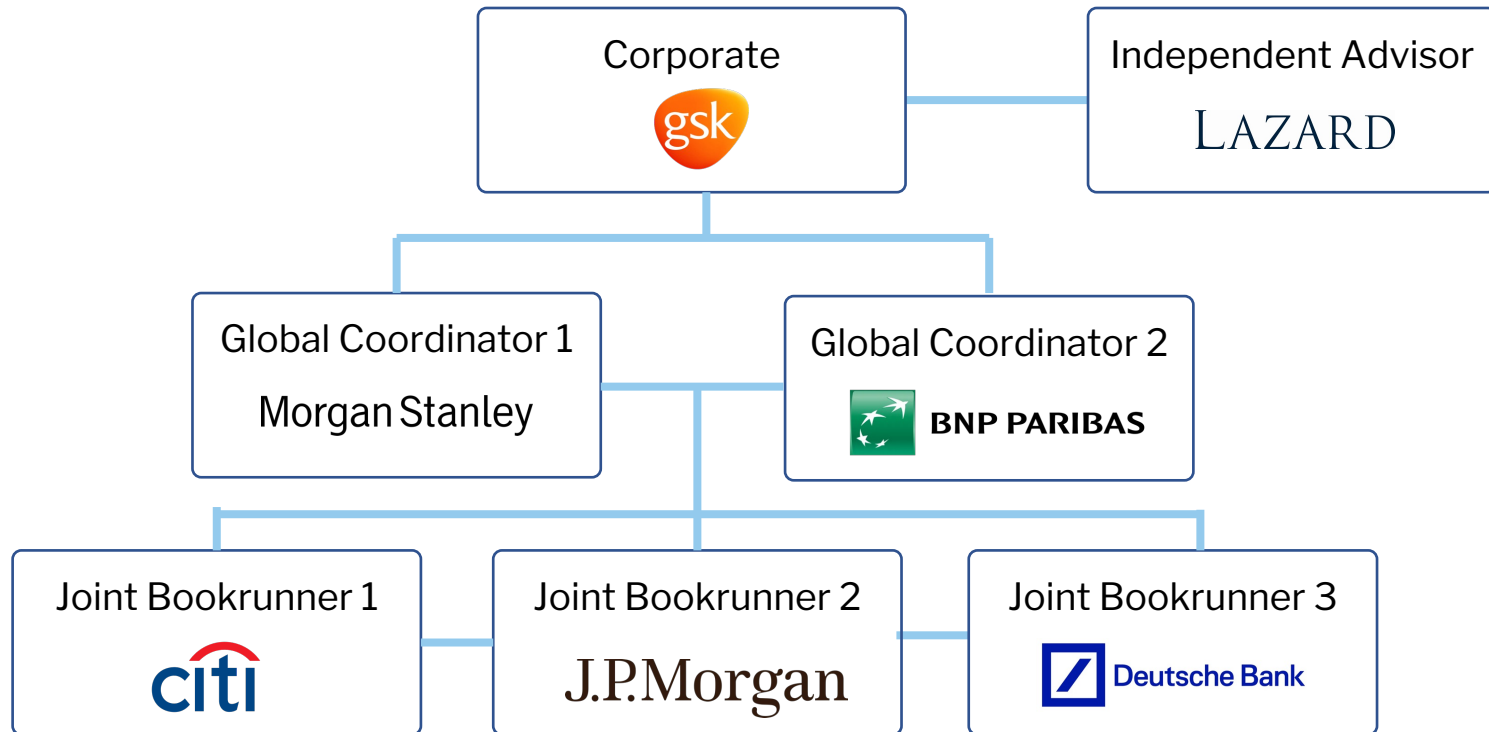 Corporate
gsk
Independent Advisor
LAZARD
Global Coordinator 1
Morgan Stanley
Global Coordinator 2
BNP PARIBAS
Joint Bookrunner 1
citi
Joint Bookrunner 2
J.P.Morgan
Joint Bookrunner 3
Deutsche Bank